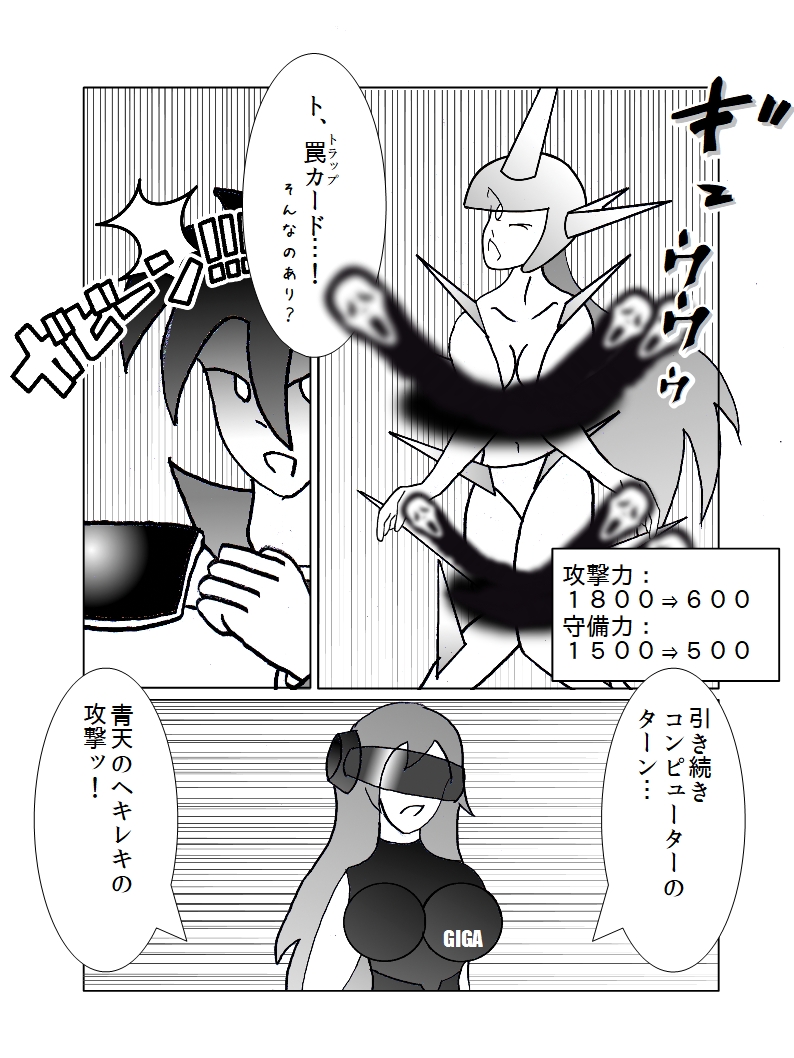 ギュウウゥ
攻撃力：
１８００⇒６００
守備力：
１５００⇒５００
ト、罠カード…！
トラップ
そんなのあり？
ガビーン!!!
引き続き
コンピューターの
ターン…
青天のヘキレキの
攻撃ッ！
GIGA